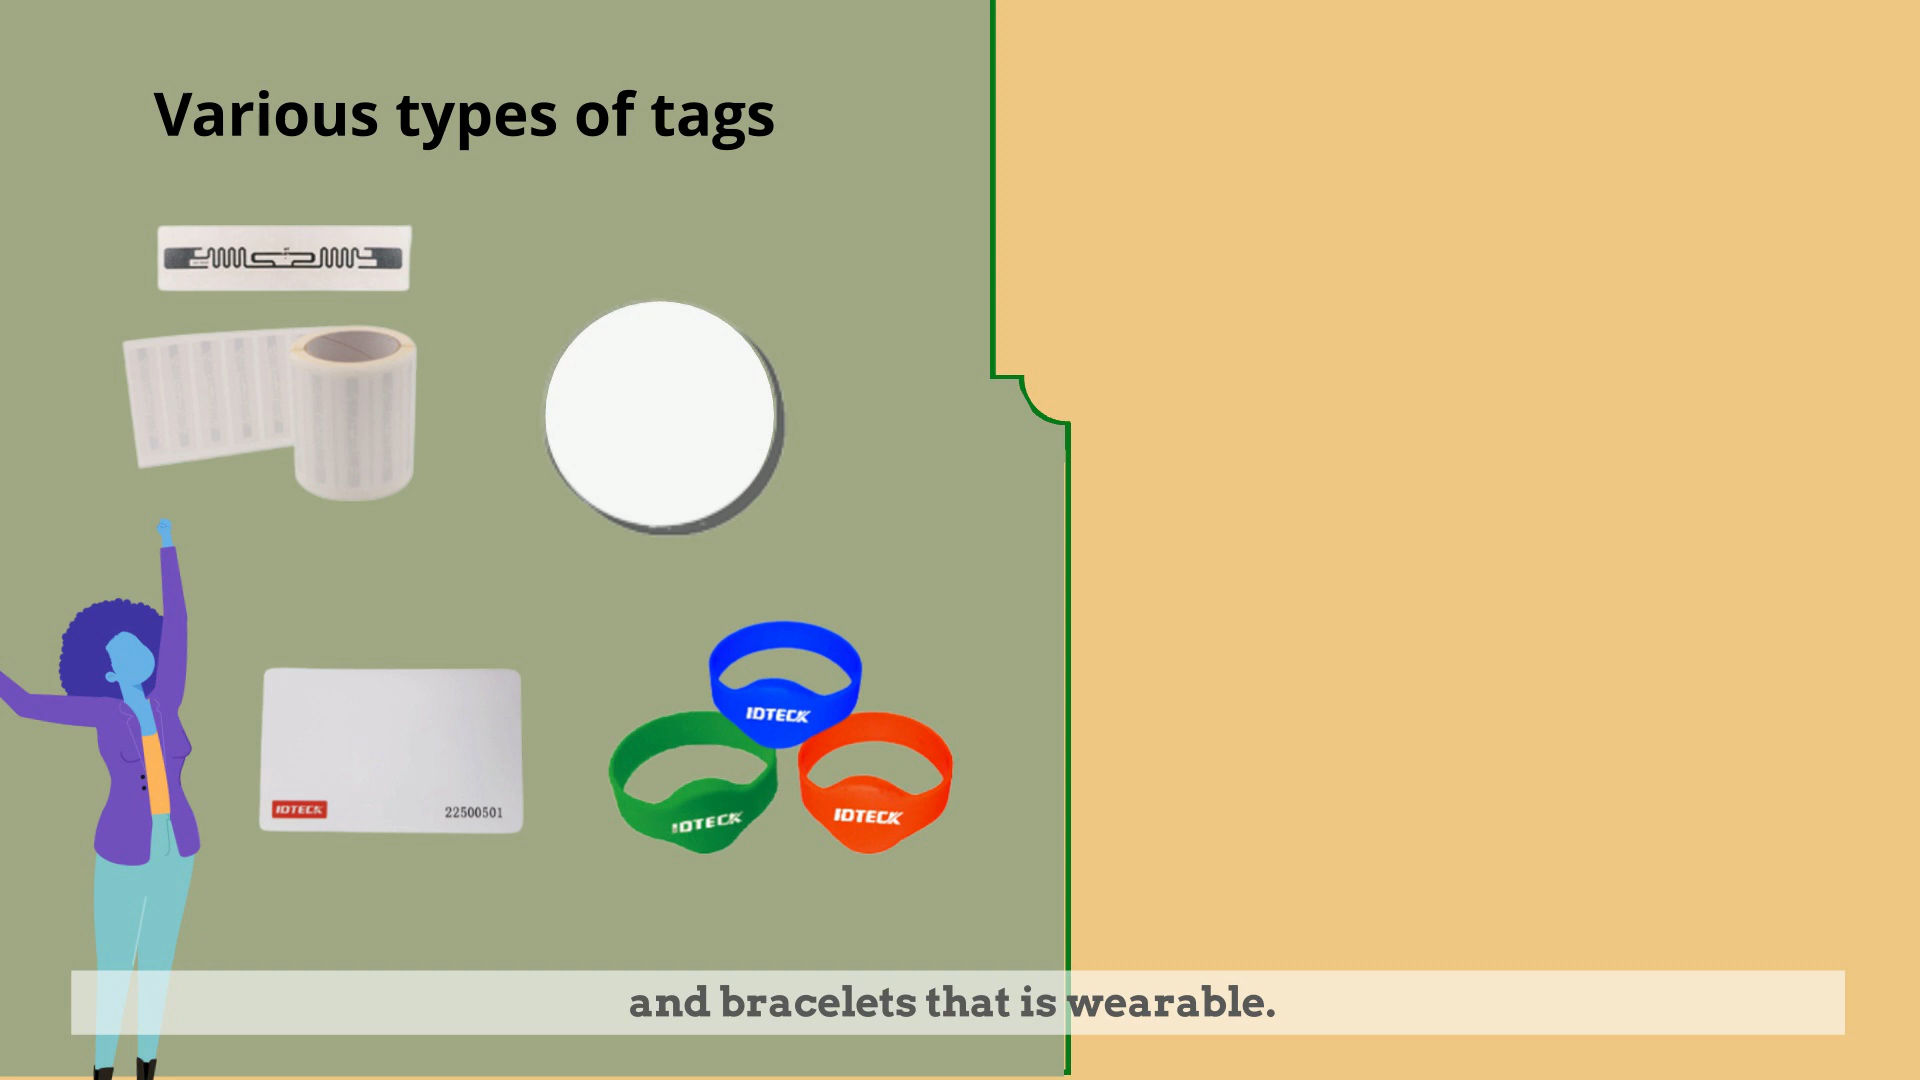 Various types of tags
IDTECK
IDTECK
IDTECK
IDTECK
22500501
and bracelets that is wearable.